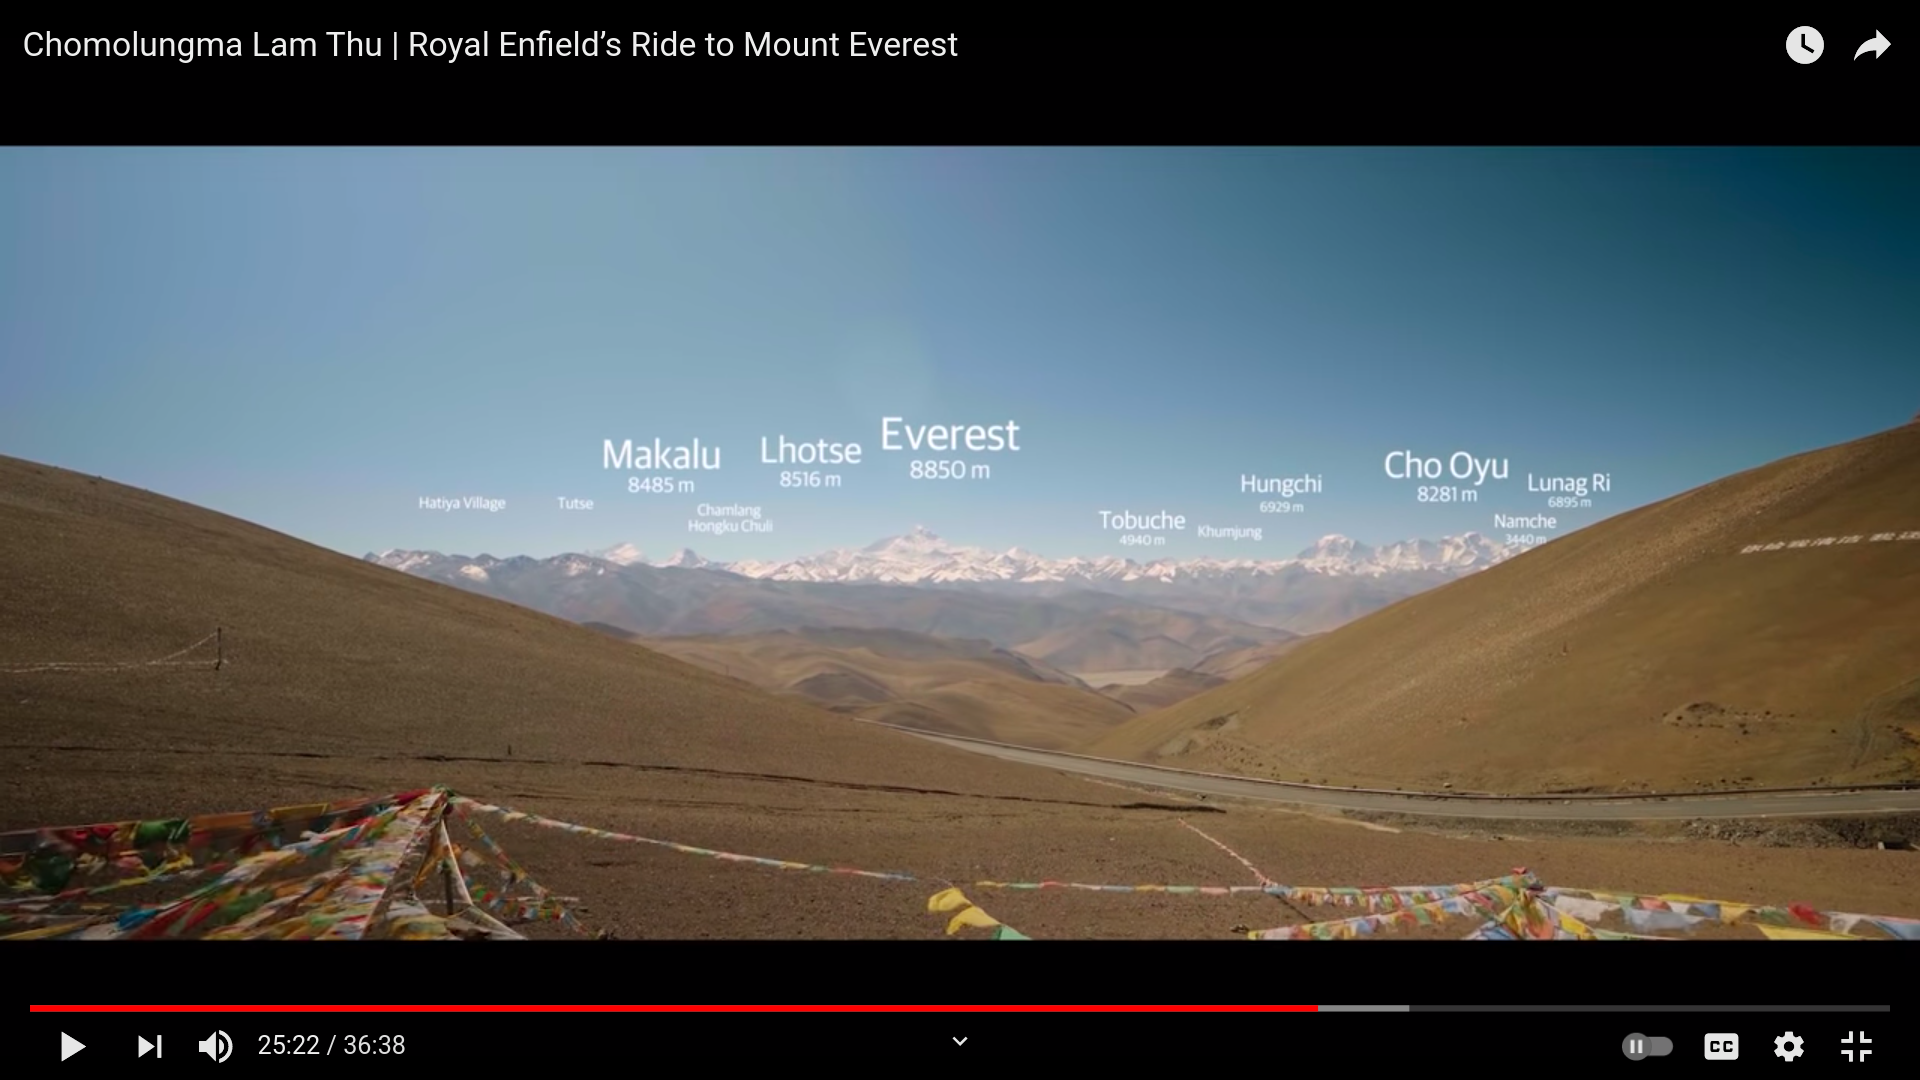 Chomolungma Lam Thu | Royal Enfield’s Ride to Mount Everest
Everest
8850 m
Makalu
8485 m
Lhotse
8516 m
Cho Oyu
8281 m
Hungchi
6929 m
Lunag Ri
6895 m
Hatiya Village
Tutse
Chamlang
Hongku Chuli
Tobuche
4940 m
Khumjung
Namche
3440 m
25:22 / 36:38
CC